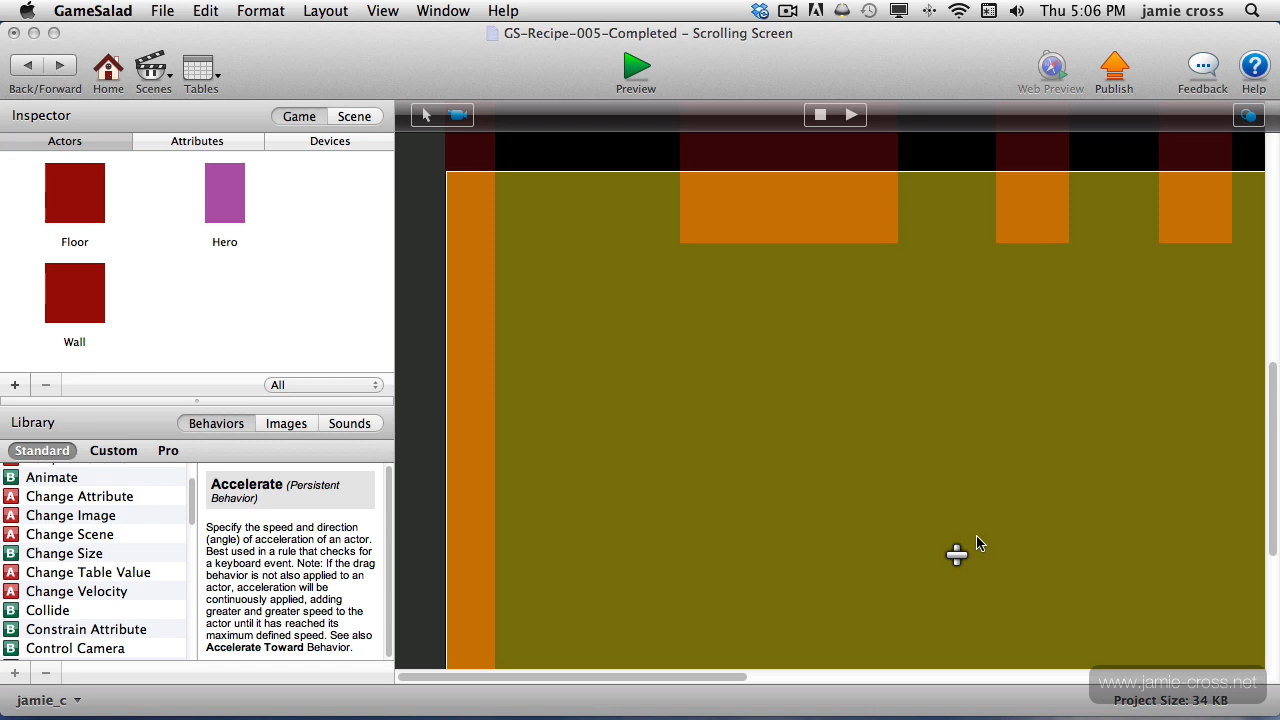 GameSalad File Edit Format Layout View Window Help Thu 5:06 PM jamie cross
GS-Recipe-005-Completed – Scrolling Screen
Back/Forward Home Scenes Tables Preview Web Preview Publish Feedback Help
Inspector Game Scene
Actors Attributes Devices
Floor Hero
Wall
All
Library Behaviors Images Sounds
Standard Custom Pro
Animate
Change Attribute
Change Image
Change Scene
Change Size
Change Table Value
Change Velocity
Collide
Constrain Attribute
Control Camera
Accelerate (Persistent
Behavior)
Specify the speed and direction
(angle) of acceleration of an actor.
Best used in a rule that checks for
a keyboard event. Note: If the drag
behavior is not also applied to an
actor, acceleration will be
continuously applied, adding
greater and greater speed to the
actor until it has reached its
maximum defined speed. See also
Accelerate Toward Behavior.
www.jamie-cross.net
jamie_c Project Size: 34 KB